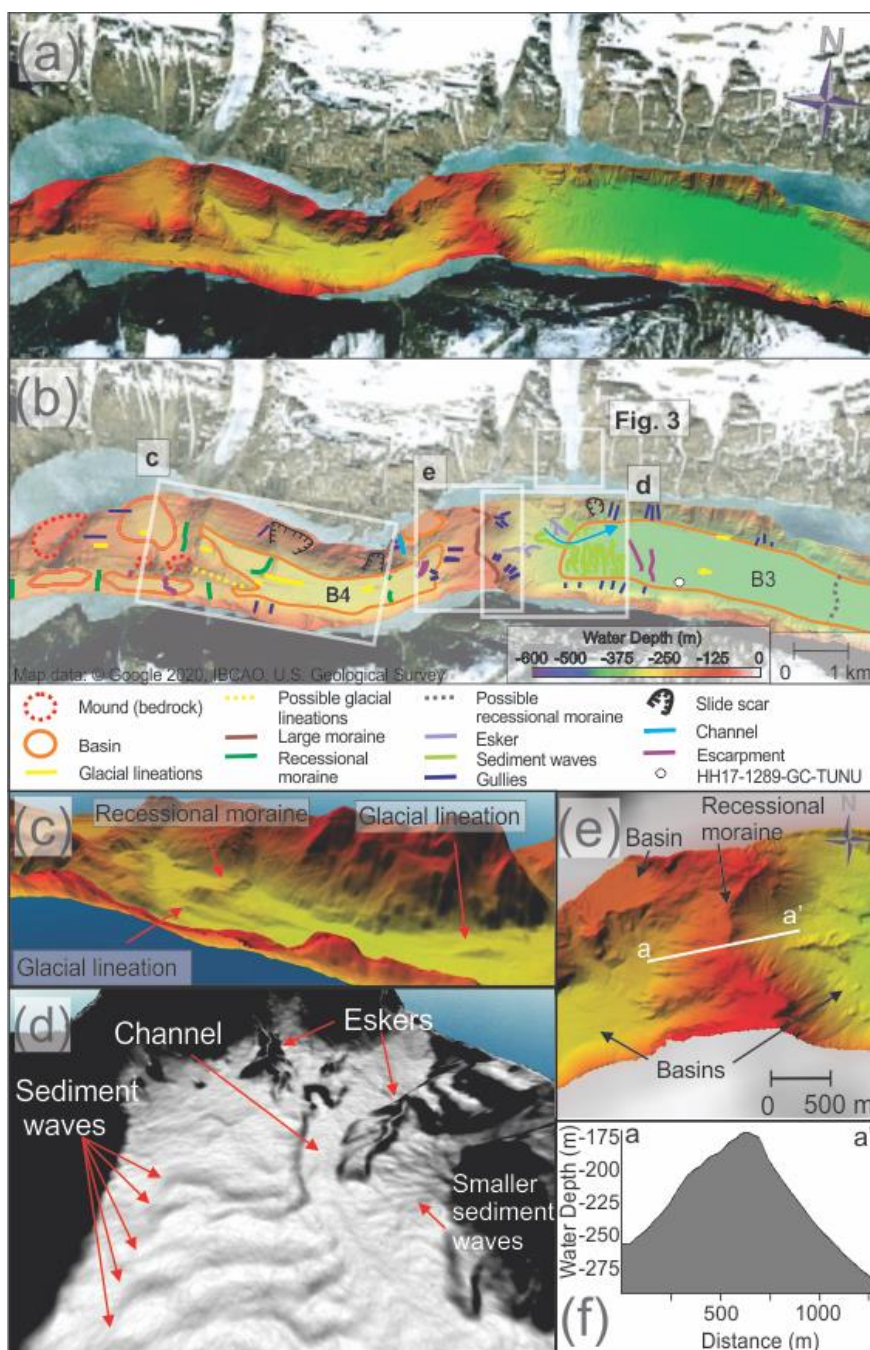 (a)
N
(b)
Fig. 3
c
e
d
B4
B3
Water Depth (m)
-600 -500 -375 -250 -125 0
0 1 km
Map data: © Google 2020, IBCAO, U.S. Geological Survey
Mound (bedrock)
Basin
Glacial lineations
Possible glacial
lineations
Large moraine
Recessional
moraine
Possible
recessional moraine
Esker
Sediment waves
Gullies
Slide scar
Channel
Escarpment
HH17-1289-GC-TUNU
(c)
Recessional moraine
Glacial lineation
Glacial lineation
(d)
Channel
Eskers
Sediment
waves
Smaller
sediment
waves
(e)
Recessional
moraine
N
Basin
a
a'
Basins
0 500 m
(f)
a
a'
Water Depth (m)
-175
-200
-225
-250
-275
500 1000
Distance (m)